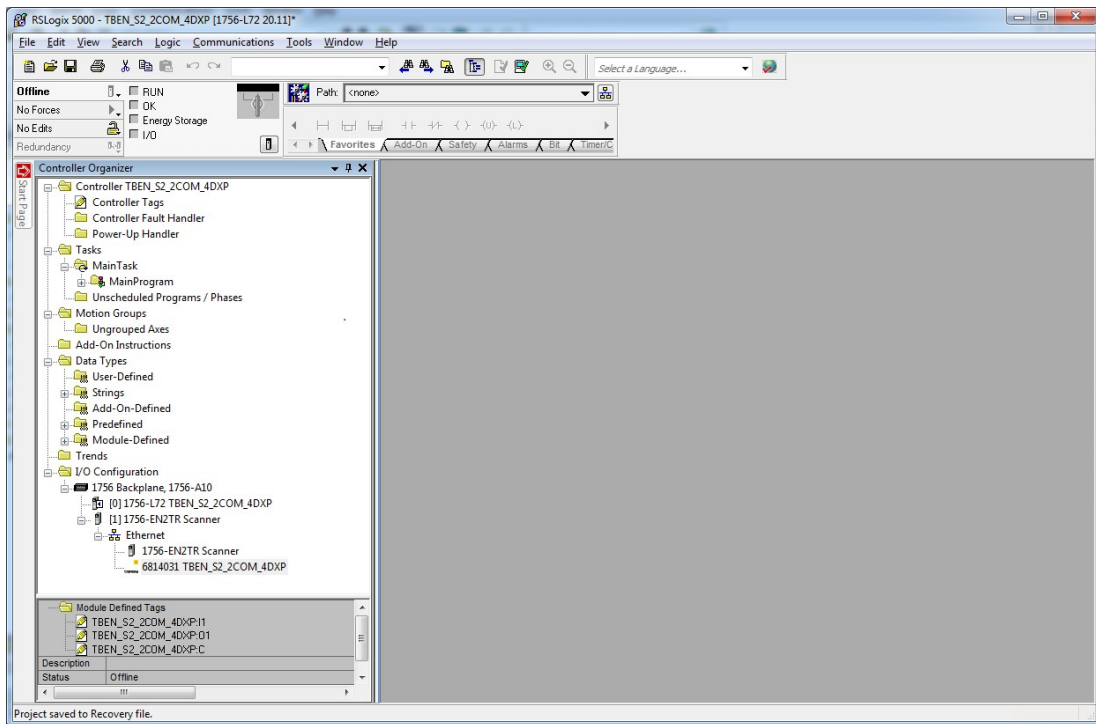 RSLogix 5000 - TBEN_S2_2COM_4DXP [1756-L72 20.11]*
File Edit View Search Logic Communications Tools Window Help
Select a Language...
Offline RUN Path: <none>
No Forces OK
No Edits Energy Storage
I/O
Redundancy
Favorites Add-On Safety Alarms Bit Timer/C
Start Page
Controller Organizer
Controller TBEN_S2_2COM_4DXP
Controller Tags
Controller Fault Handler
Power-Up Handler
Tasks
MainTask
MainProgram
Unscheduled Programs / Phases
Motion Groups
Ungrouped Axes
Add-On Instructions
Data Types
User-Defined
Strings
Add-On-Defined
Predefined
Module-Defined
Trends
I/O Configuration
1756 Backplane, 1756-A10
[0] 1756-L72 TBEN_S2_2COM_4DXP
[1] 1756-EN2TR Scanner
Ethernet
1756-EN2TR Scanner
6814031 TBEN_S2_2COM_4DXP
Module Defined Tags
TBEN_S2_2COM_4DXP:I1
TBEN_S2_2COM_4DXP:O1
TBEN_S2_2COM_4DXP:C
Description
Status Offline
Project saved to Recovery file.